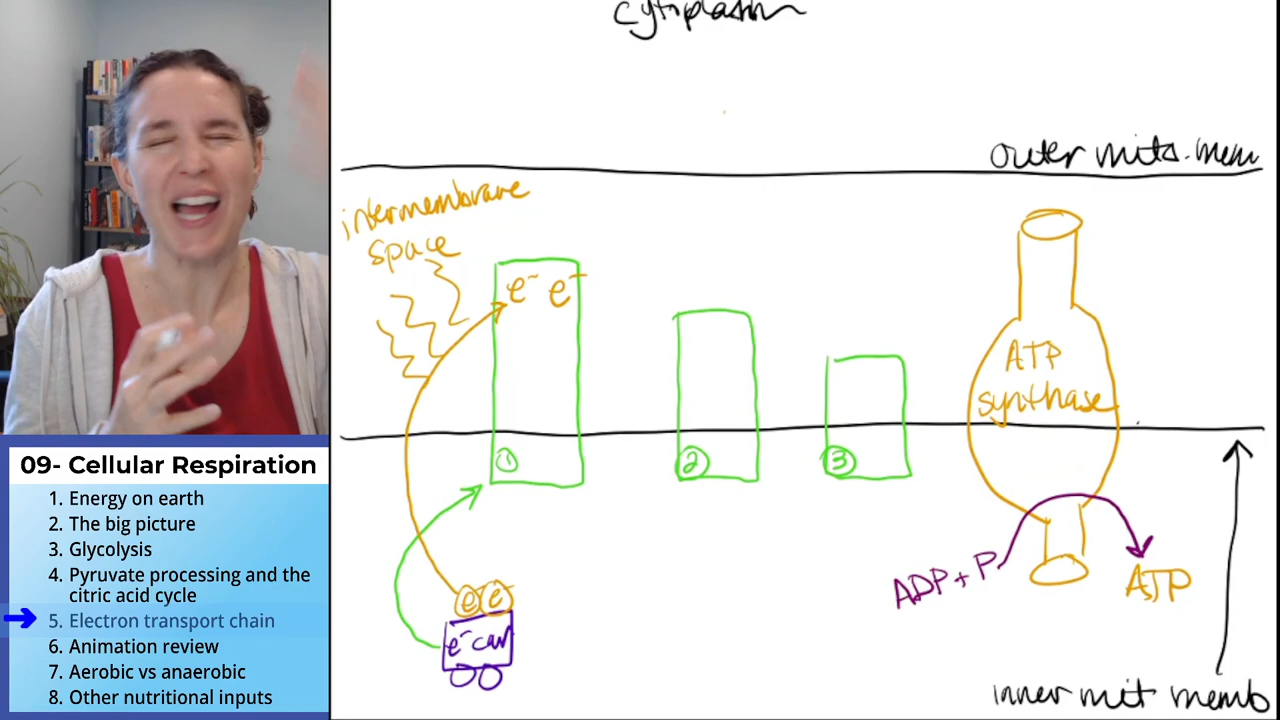 cytoplasm
outer mito. mem
intermembrane
space
e⁻ e⁻
ATP
synthase
①
②
③
ADP + P
ATP
e e
e⁻ car
inner mit memb
09- Cellular Respiration
1. Energy on earth
2. The big picture
3. Glycolysis
4. Pyruvate processing and the
citric acid cycle
5. Electron transport chain
6. Animation review
7. Aerobic vs anaerobic
8. Other nutritional inputs